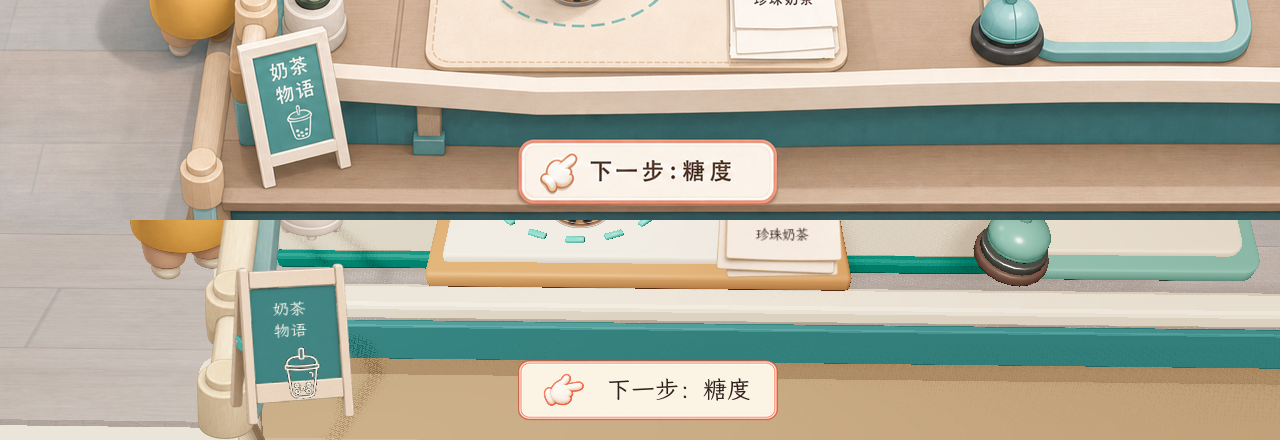 珍珠奶茶
奶茶
物语
下一步:糖度
珍珠奶茶
奶茶
物语
下一步: 糖度